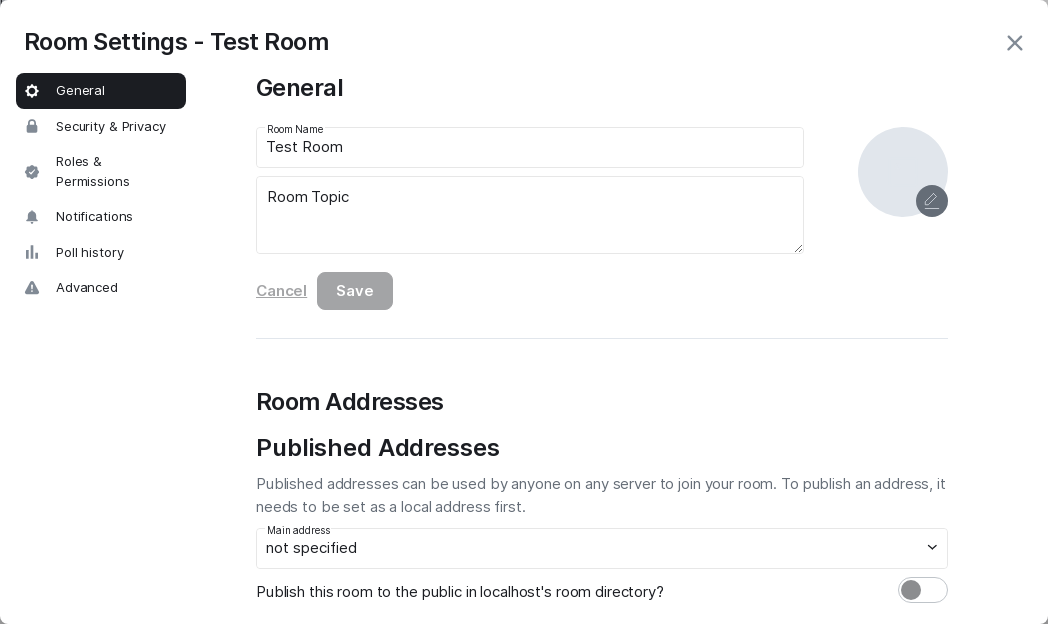 Room Settings - Test Room
General
Security & Privacy
Roles &
Permissions
Notifications
Poll history
Advanced
General
Room Name
Test Room
Room Topic
Cancel
Save
Room Addresses
Published Addresses
Published addresses can be used by anyone on any server to join your room. To publish an address, it
needs to be set as a local address first.
Main address
not specified
Publish this room to the public in localhost's room directory?